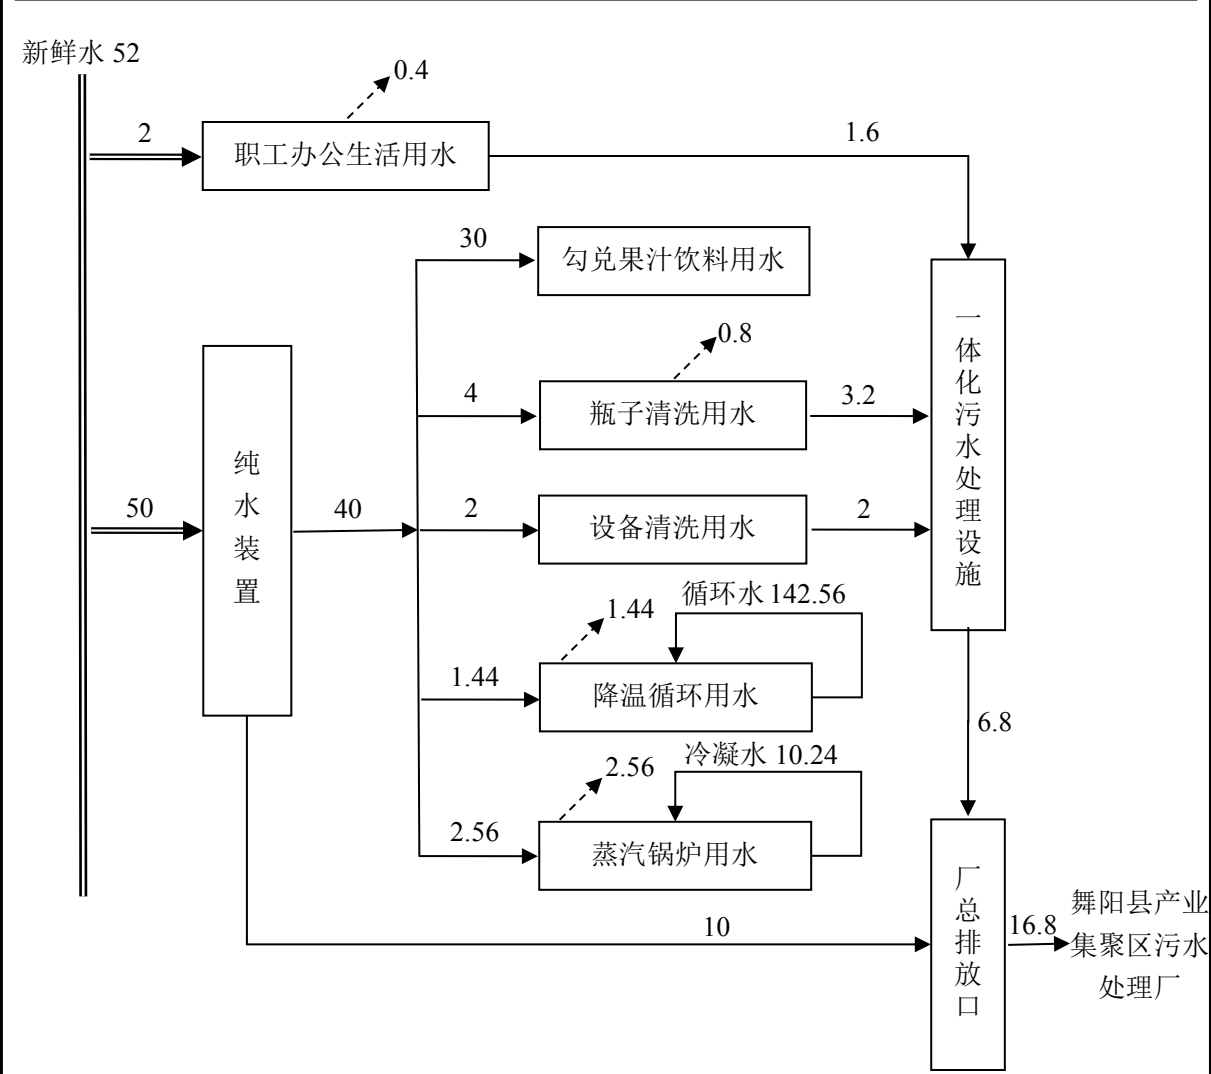 新鲜水 52
0.4
2
职工办公生活用水
1.6
30
勾兑果汁饮料用水
0.8
4
瓶子清洗用水
3.2
一体化污水处理设施
纯水装置
50
40
2
设备清洗用水
2
循环水 142.56
1.44
1.44
降温循环用水
6.8
冷凝水 10.24
2.56
2.56
蒸汽锅炉用水
10
厂总排放口
16.8
舞阳县产业
集聚区污水
处理厂